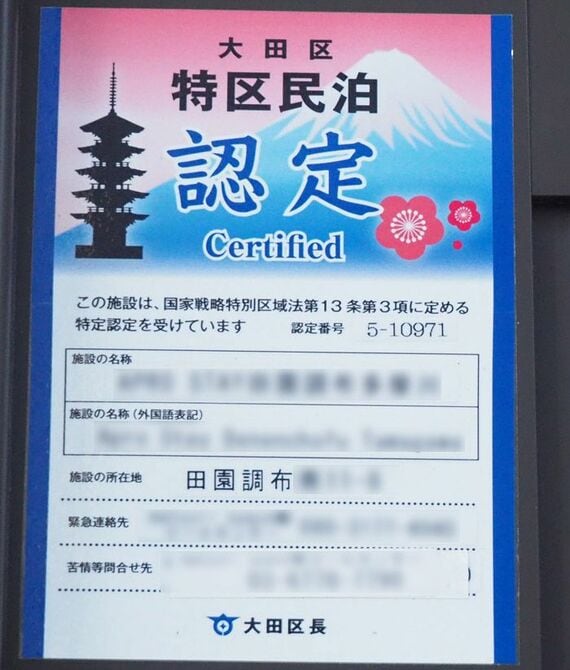 大田区
特区民泊
認定
Certified
この施設は、国家戦略特別区域法第13条第3項に定める
特定認定を受けています 認定番号 5-10971
施設の名称
施設の名称（外国語表記）
施設の所在地 田園調布
緊急連絡先
苦情等問合せ先
大田区長